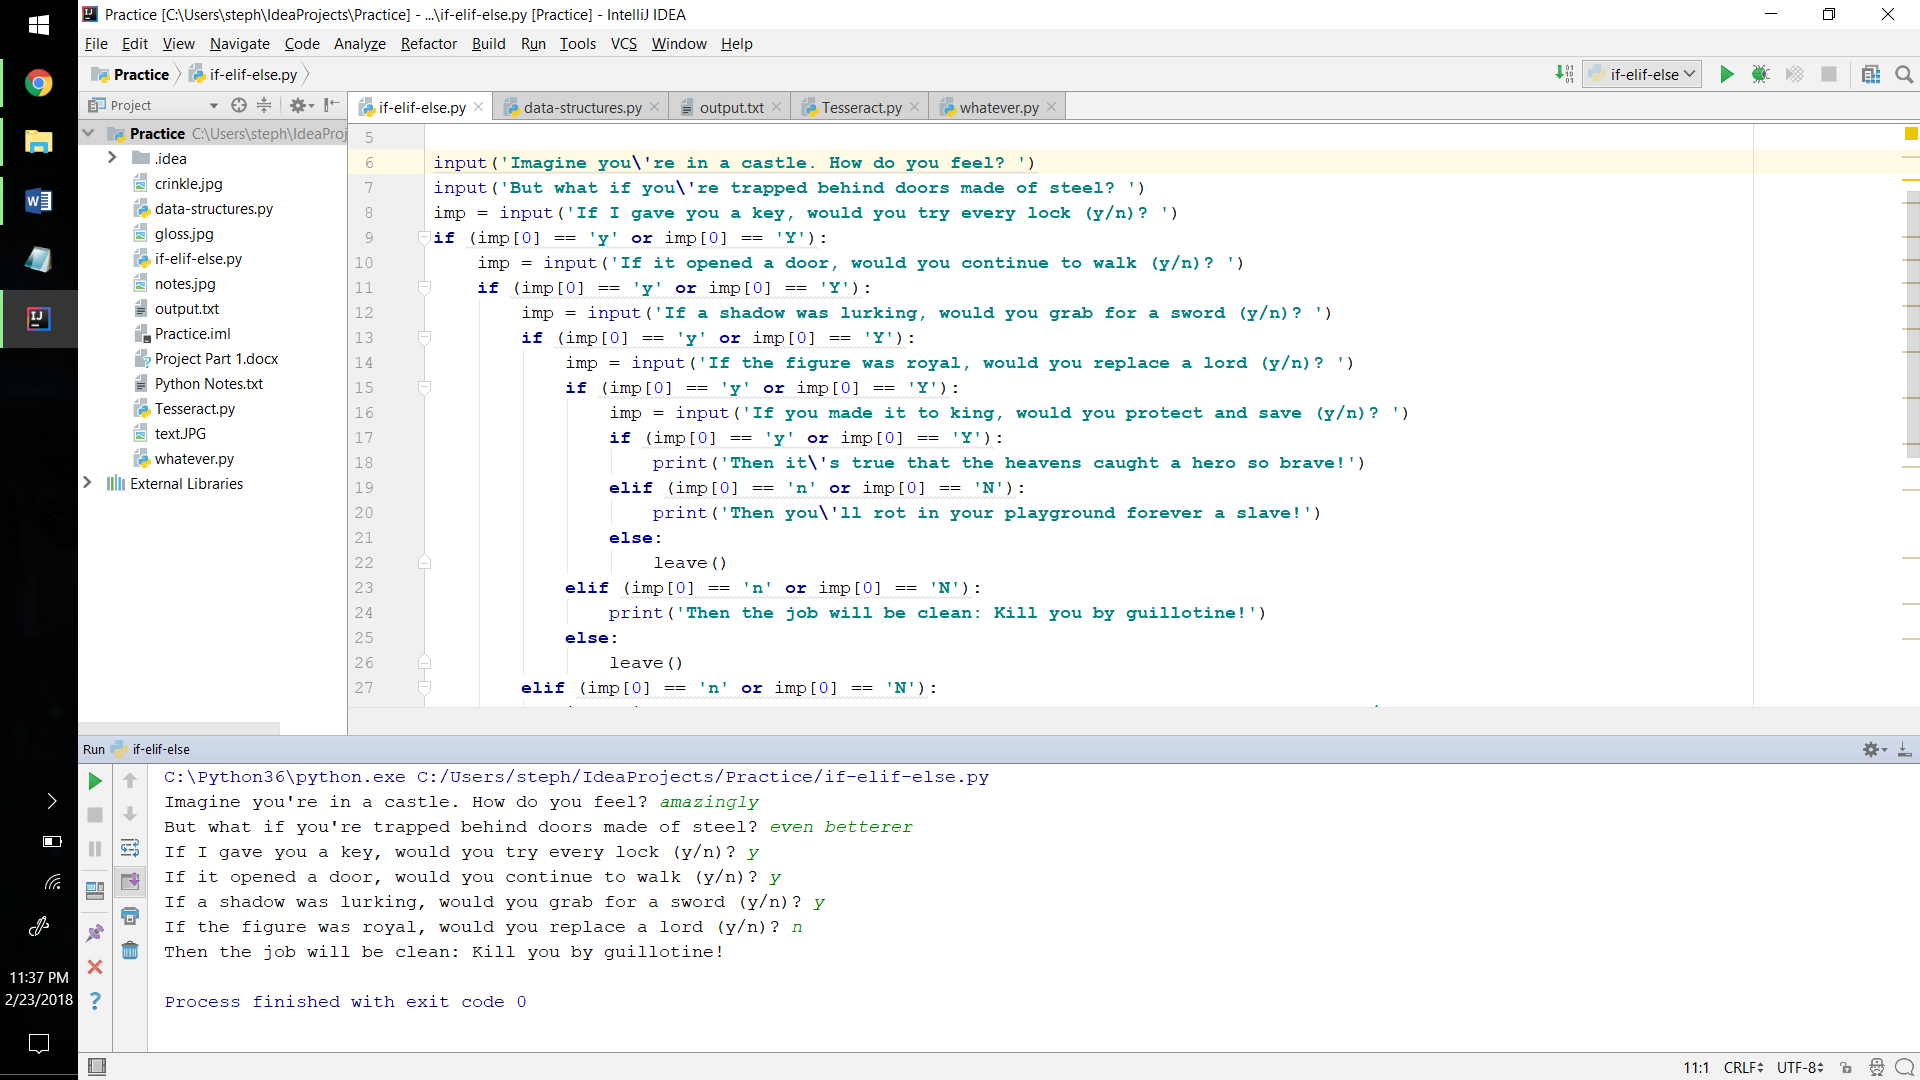 Practice [C:\Users\steph\IdeaProjects\Practice] - ...\if-elif-else.py [Practice] - IntelliJ IDEA
File Edit View Navigate Code Analyze Refactor Build Run Tools VCS Window Help
Practice if-elif-else.py if-elif-else
Project
if-elif-else.py data-structures.py output.txt Tesseract.py whatever.py
Practice C:\Users\steph\IdeaProj
.idea
crinkle.jpg
data-structures.py
gloss.jpg
if-elif-else.py
notes.jpg
output.txt
Practice.iml
Project Part 1.docx
Python Notes.txt
Tesseract.py
text.JPG
whatever.py
External Libraries
5
6 input('Imagine you\'re in a castle. How do you feel? ')
7 input('But what if you\'re trapped behind doors made of steel? ')
8 imp = input('If I gave you a key, would you try every lock (y/n)? ')
9 if (imp[0] == 'y' or imp[0] == 'Y'):
10 imp = input('If it opened a door, would you continue to walk (y/n)? ')
11 if (imp[0] == 'y' or imp[0] == 'Y'):
12 imp = input('If a shadow was lurking, would you grab for a sword (y/n)? ')
13 if (imp[0] == 'y' or imp[0] == 'Y'):
14 imp = input('If the figure was royal, would you replace a lord (y/n)? ')
15 if (imp[0] == 'y' or imp[0] == 'Y'):
16 imp = input('If you made it to king, would you protect and save (y/n)? ')
17 if (imp[0] == 'y' or imp[0] == 'Y'):
18 print('Then it\'s true that the heavens caught a hero so brave!')
19 elif (imp[0] == 'n' or imp[0] == 'N'):
20 print('Then you\'ll rot in your playground forever a slave!')
21 else:
22 leave()
23 elif (imp[0] == 'n' or imp[0] == 'N'):
24 print('Then the job will be clean: Kill you by guillotine!')
25 else:
26 leave()
27 elif (imp[0] == 'n' or imp[0] == 'N'):
Run if-elif-else
C:\Python36\python.exe C:/Users/steph/IdeaProjects/Practice/if-elif-else.py
Imagine you're in a castle. How do you feel? amazingly
But what if you're trapped behind doors made of steel? even betterer
If I gave you a key, would you try every lock (y/n)? y
If it opened a door, would you continue to walk (y/n)? y
If a shadow was lurking, would you grab for a sword (y/n)? y
If the figure was royal, would you replace a lord (y/n)? n
Then the job will be clean: Kill you by guillotine!
Process finished with exit code 0
11:37 PM
2/23/2018
11:1 CRLF UTF-8